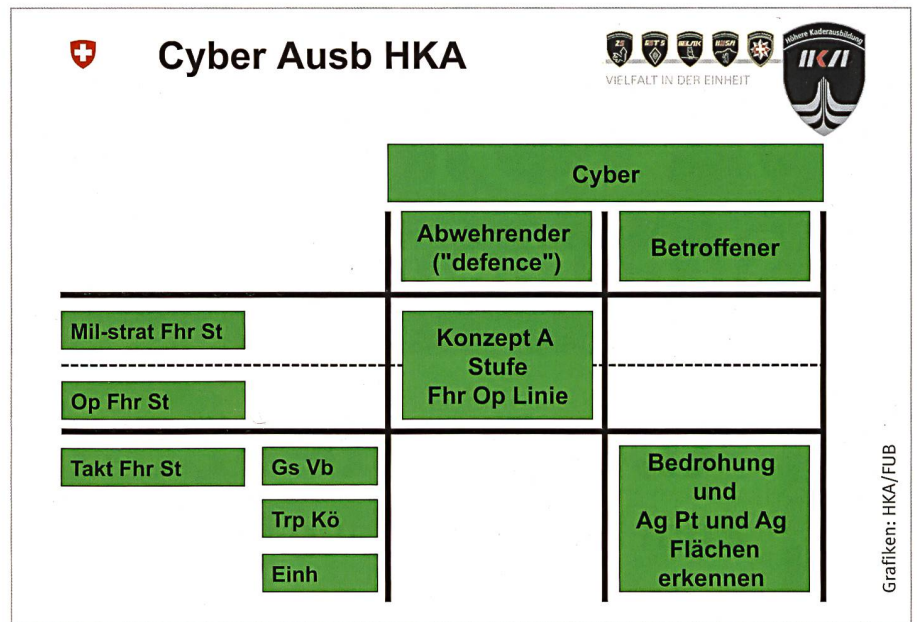 Cyber Ausb HKA
VIELFALT IN DER EINHEIT
Höhere Kaderausbildung
HKA
Cyber
Abwehrender
("defence")
Betroffener
Mil-strat Fhr St
Op Fhr St
Konzept A
Stufe
Fhr Op Linie
Takt Fhr St
Gs Vb
Trp Kö
Einh
Bedrohung
und
Ag Pt und Ag
Flächen
erkennen
Grafiken: HKA/FUB